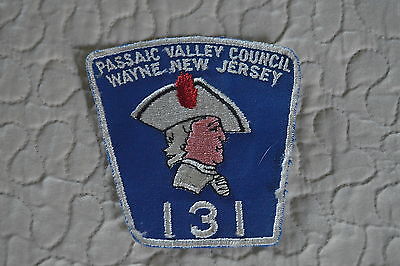 PASSAIC VALLEY COUNCIL
WAYNE, NEW JERSEY
131